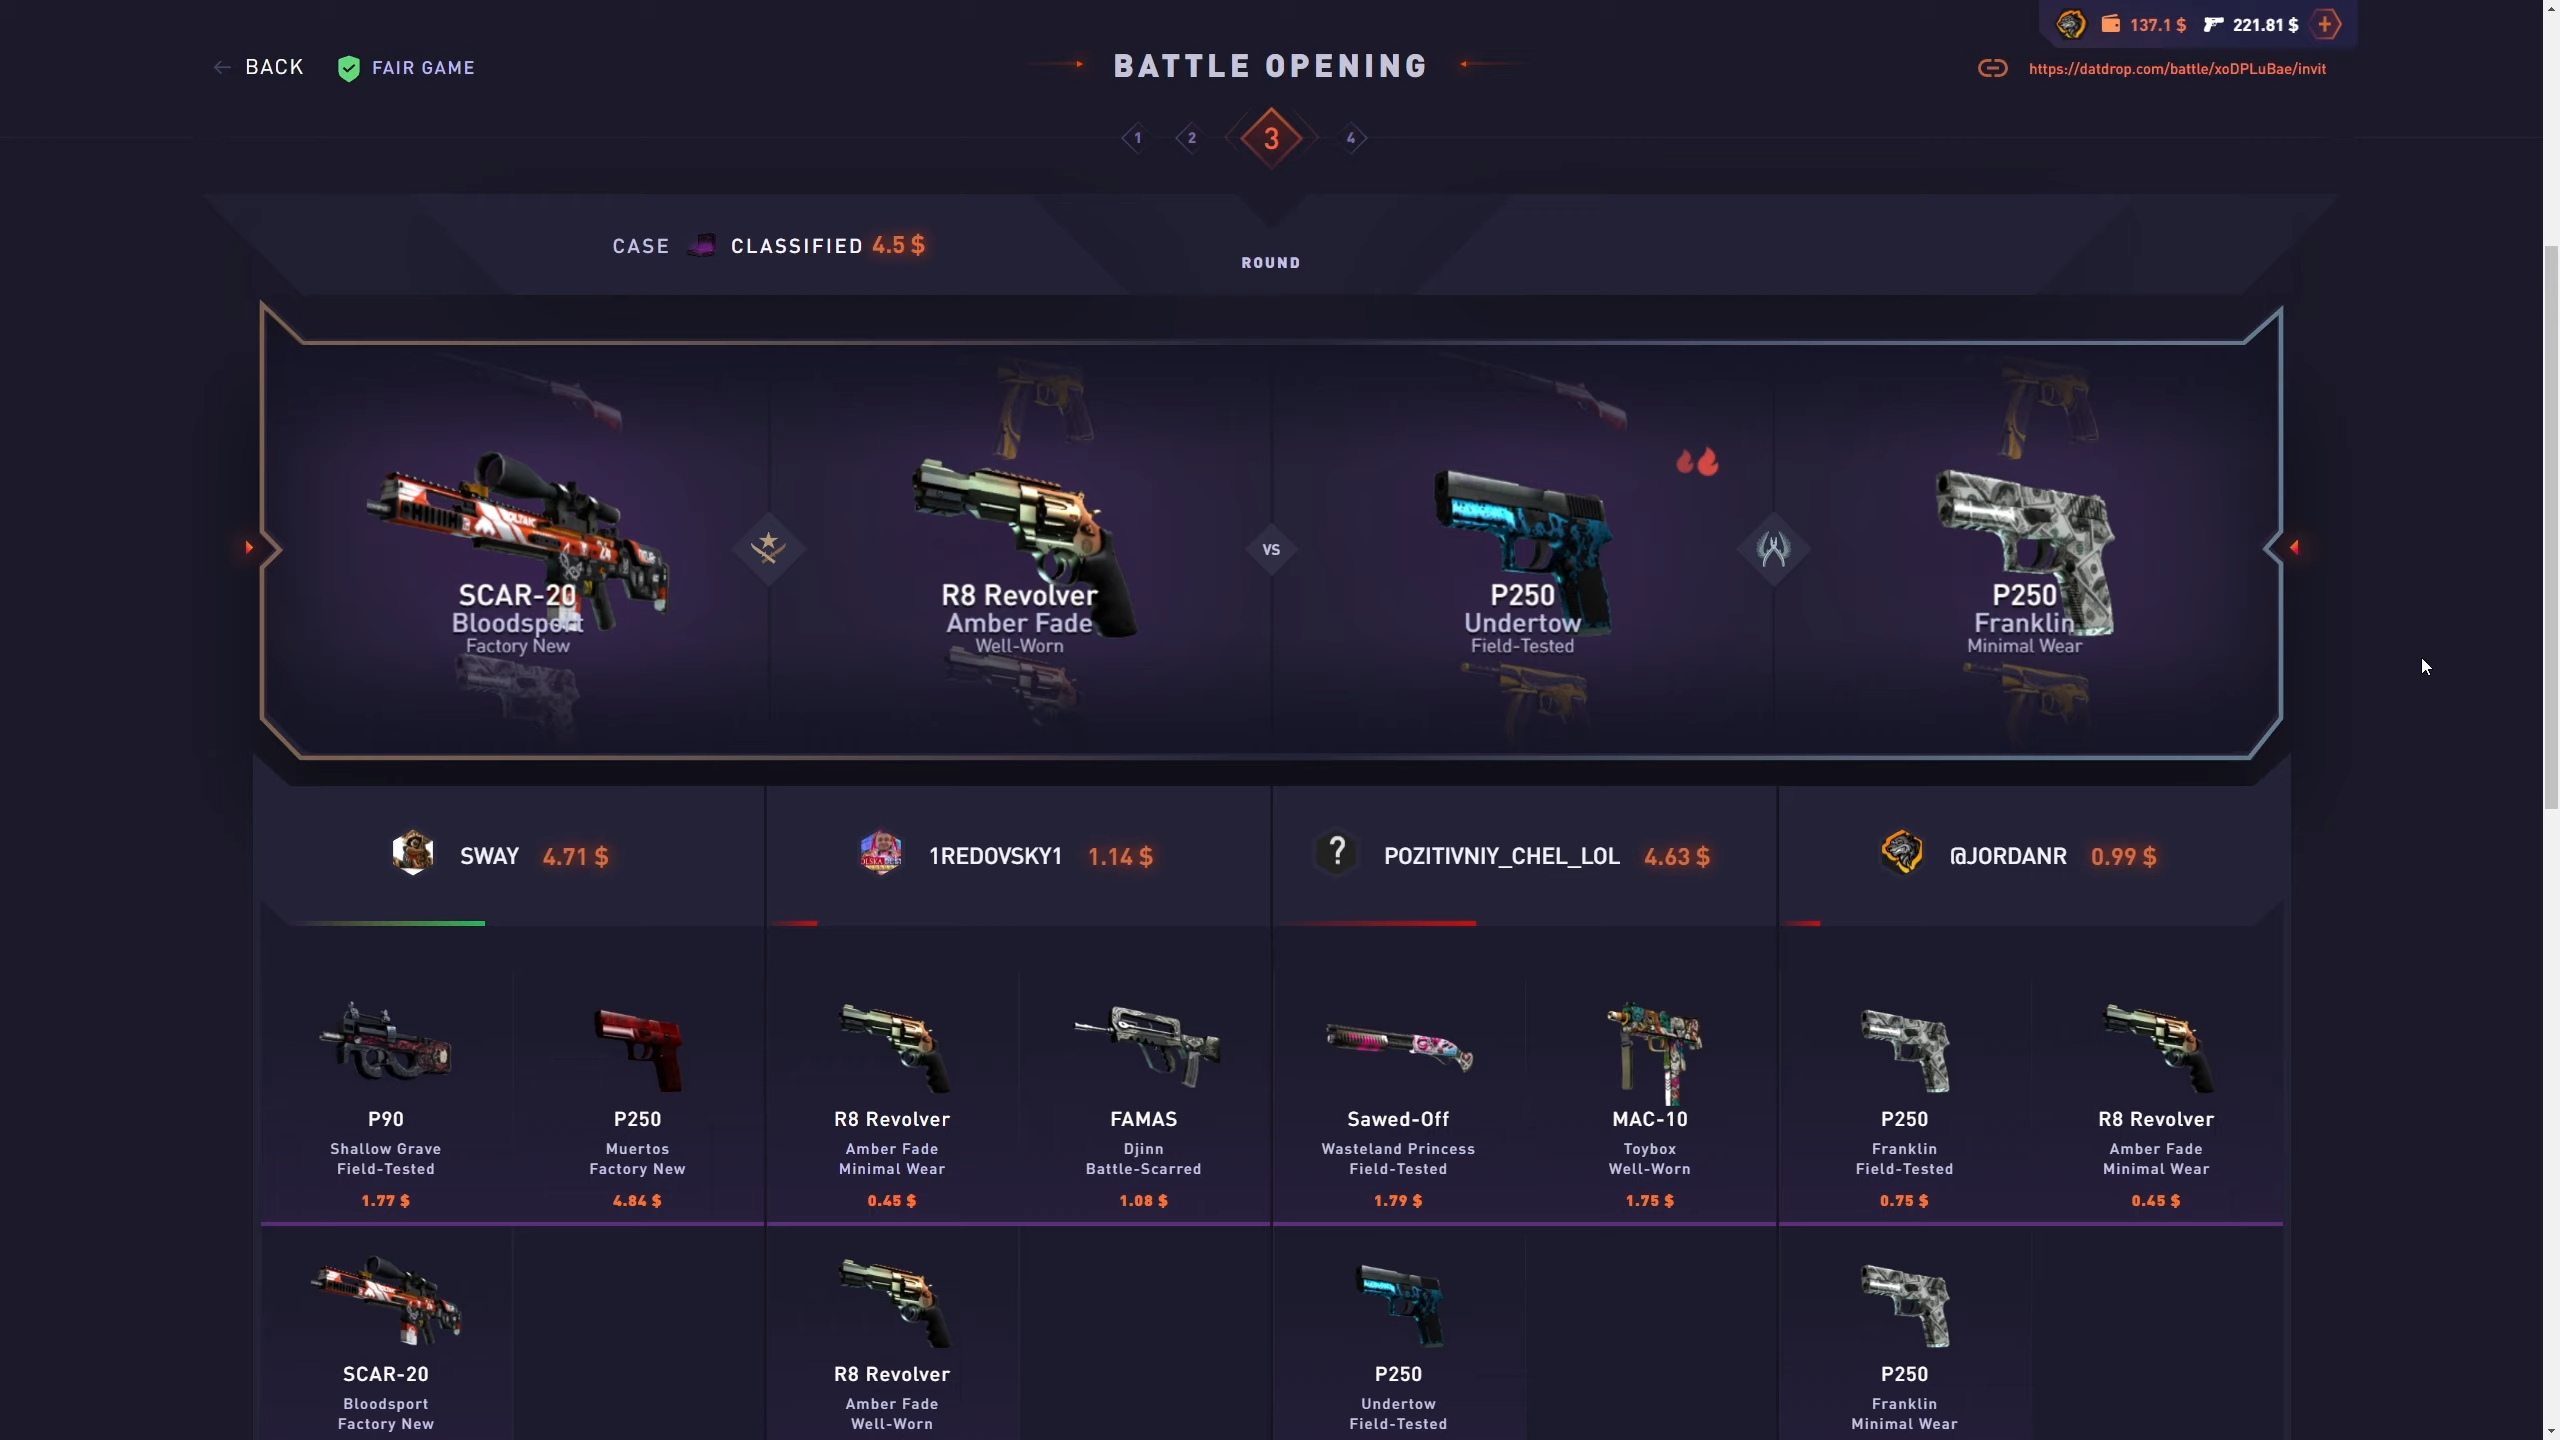 137.1 $ 221.81 $
BACK FAIR GAME
BATTLE OPENING
https://datdrop.com/battle/xoDPLuBae/invit
1 2 3 4
CASE CLASSIFIED 4.5 $
ROUND
SCAR-20
Bloodsport
Factory New
R8 Revolver
Amber Fade
Well-Worn
VS
P250
Undertow
Field-Tested
P250
Franklin
Minimal Wear
SWAY 4.71 $
1REDOVSKY1 1.14 $
? POZITIVNIY_CHEL_LOL 4.63 $
@JORDANR 0.99 $
P90
Shallow Grave
Field-Tested
1.77 $
P250
Muertos
Factory New
4.84 $
R8 Revolver
Amber Fade
Minimal Wear
0.45 $
FAMAS
Djinn
Battle-Scarred
1.08 $
Sawed-Off
Wasteland Princess
Field-Tested
1.79 $
MAC-10
Toybox
Well-Worn
1.75 $
P250
Franklin
Field-Tested
0.75 $
R8 Revolver
Amber Fade
Minimal Wear
0.45 $
SCAR-20
Bloodsport
Factory New
R8 Revolver
Amber Fade
Well-Worn
P250
Undertow
Field-Tested
P250
Franklin
Minimal Wear